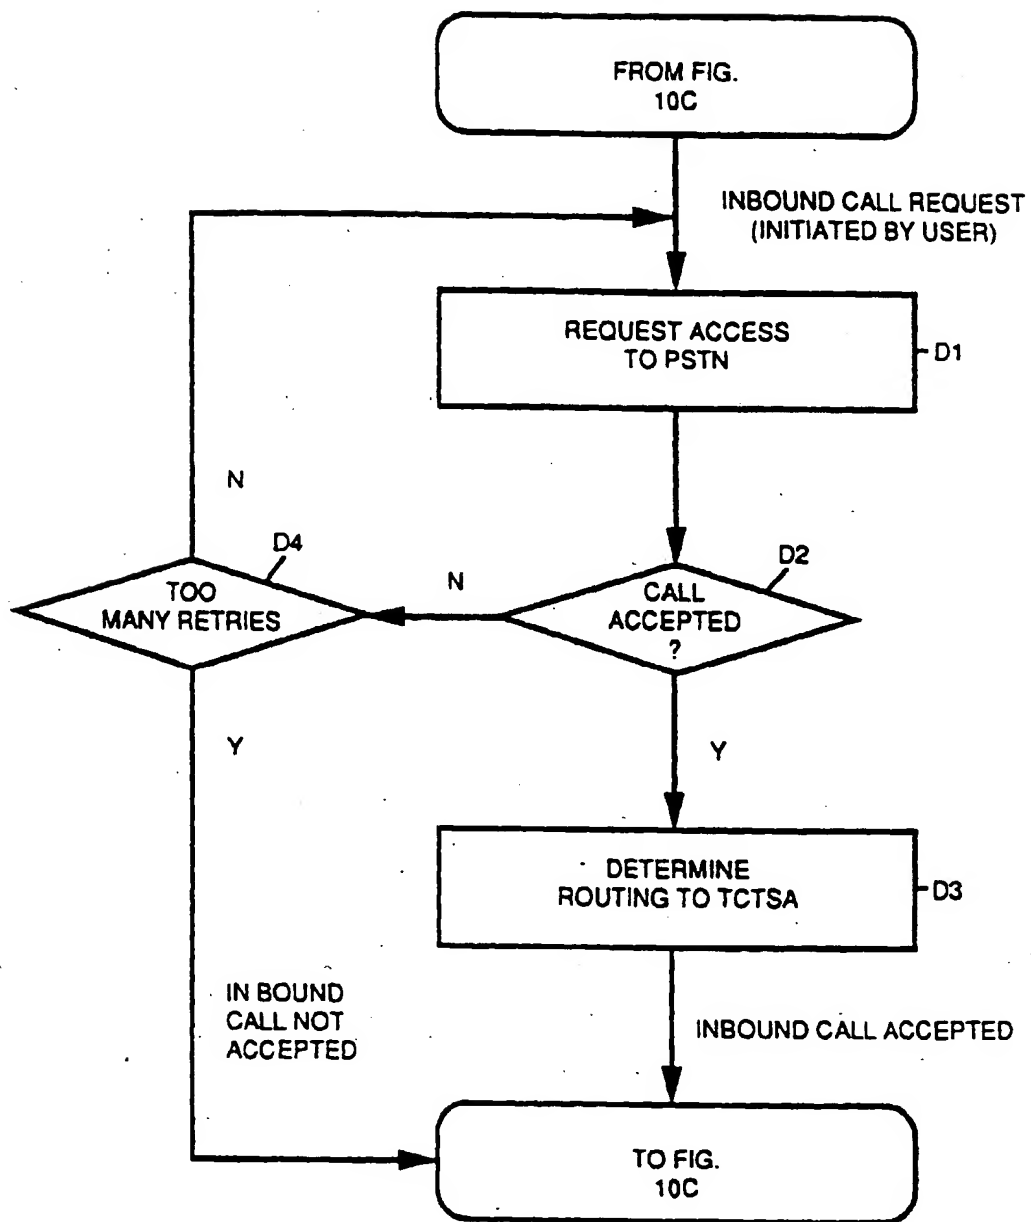 FROM FIG.
10C
INBOUND CALL REQUEST
(INITIATED BY USER)
REQUEST ACCESS
TO PSTN
D1
N
D4
TOO
MANY RETRIES
N
D2
CALL
ACCEPTED
?
Y
Y
DETERMINE
ROUTING TO TCTSA
D3
IN BOUND
CALL NOT
ACCEPTED
INBOUND CALL ACCEPTED
TO FIG.
10C